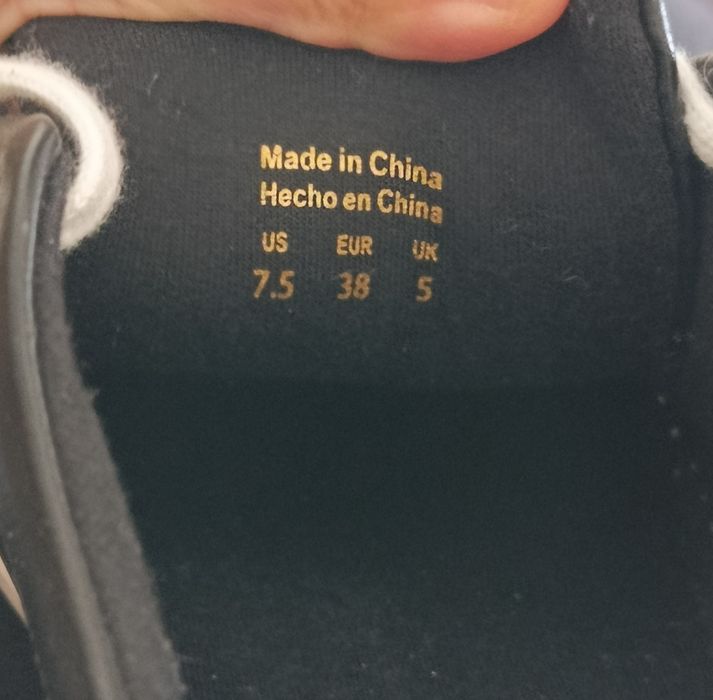 Made in China
Hecho en China
US EUR UK
7.5 38 5